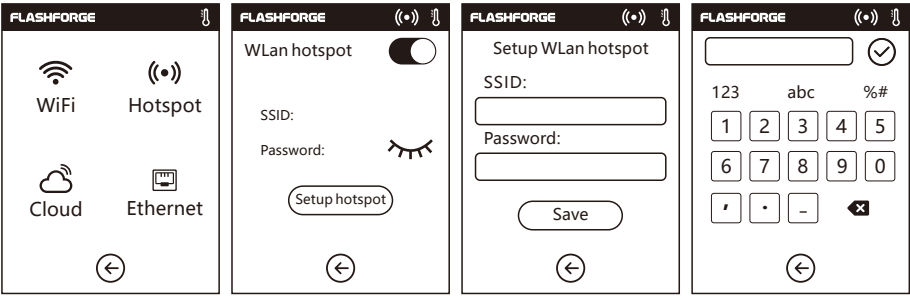 FLASHFORGE
WiFi Hotspot
Cloud Ethernet
FLASHFORGE
WLan hotspot
SSID:
Password:
Setup hotspot
FLASHFORGE
Setup WLan hotspot
SSID:
Password:
Save
FLASHFORGE
123 abc %#
1 2 3 4 5
6 7 8 9 0
, . -